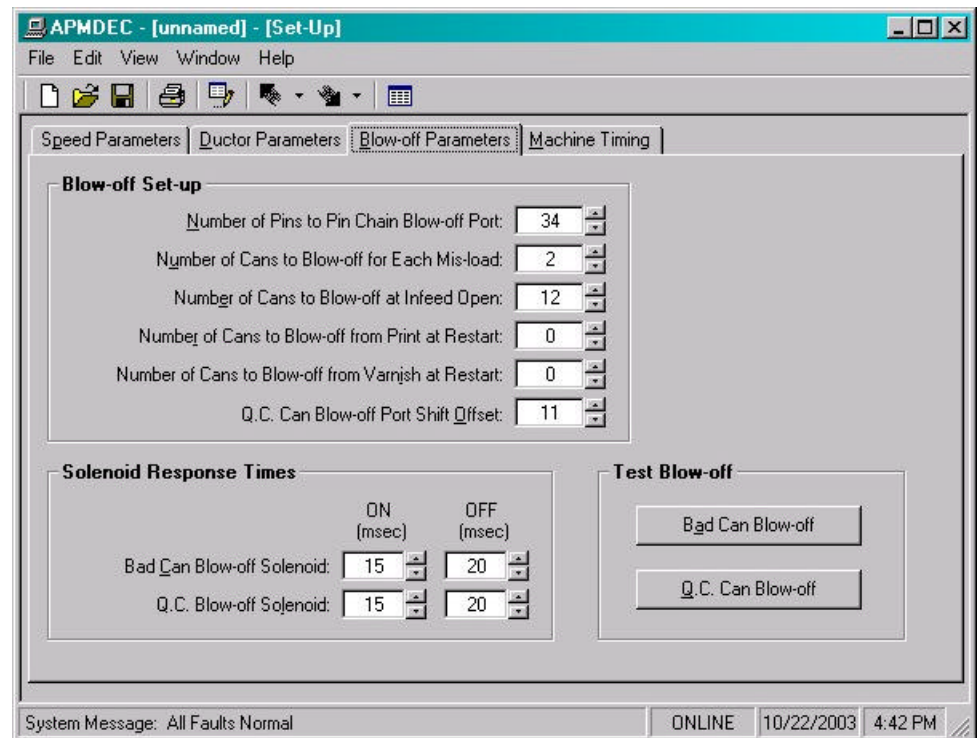 APMDEC - [unnamed] - [Set-Up]
File Edit View Window Help
Speed Parameters Ductor Parameters Blow-off Parameters Machine Timing
Blow-off Set-up
Number of Pins to Pin Chain Blow-off Port: 34
Number of Cans to Blow-off for Each Mis-load: 2
Number of Cans to Blow-off at Infeed Open: 12
Number of Cans to Blow-off from Print at Restart: 0
Number of Cans to Blow-off from Varnish at Restart: 0
Q.C. Can Blow-off Port Shift Offset: 11
Solenoid Response Times
ON OFF
(msec) (msec)
Bad Can Blow-off Solenoid: 15 20
Q.C. Blow-off Solenoid: 15 20
Test Blow-off
Bad Can Blow-off
Q.C. Can Blow-off
System Message: All Faults Normal ONLINE 10/22/2003 4:42 PM